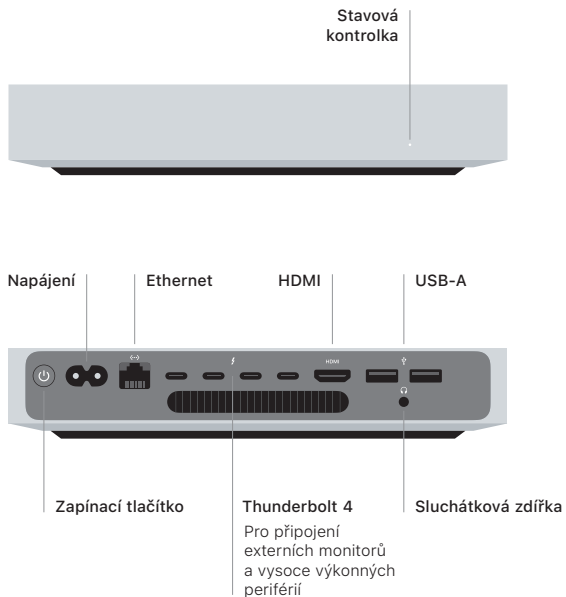 Stavová
kontrolka
Napájení
Ethernet
HDMI
USB-A
HDMI
Zapínací tlačítko
Thunderbolt 4
Pro připojení
externích monitorů
a vysoce výkonných
periférií
Sluchátková zdířka